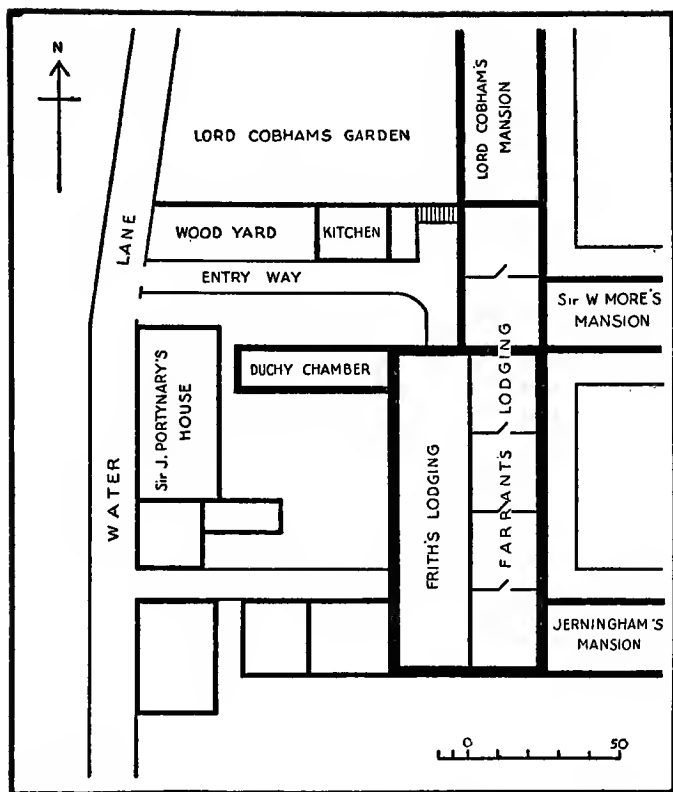 N
LORD COBHAM'S
MANSION
LORD COBHAMS GARDEN
WATER LANE
WOOD YARD
KITCHEN
ENTRY WAY
Sir W MORE'S
MANSION
DUCHY CHAMBER
Sir J. PORTYNARY'S
HOUSE
FRITH'S LODGING
FARRANT'S LODGING
JERNINGHAM'S
MANSION
0 50